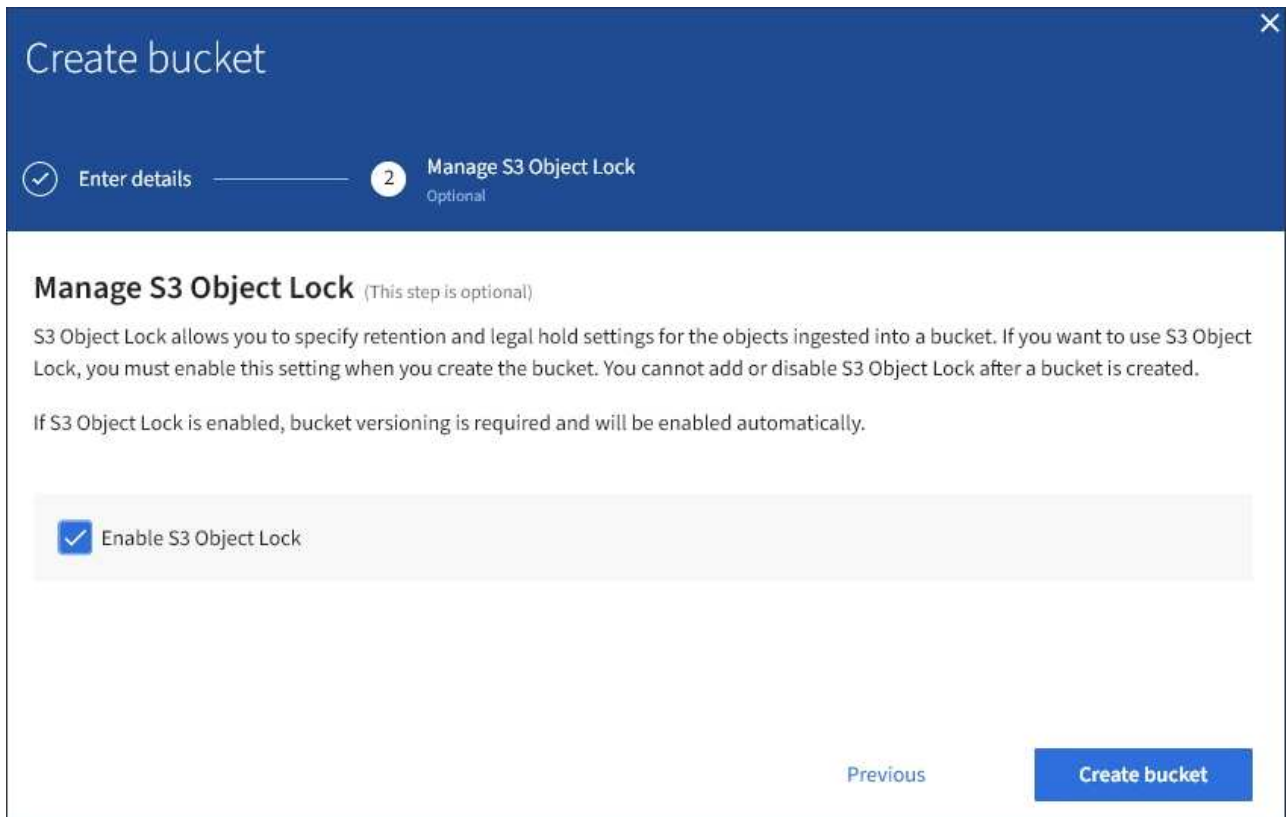 Create bucket
Enter details
2
Manage S3 Object Lock
Optional
Manage S3 Object Lock (This step is optional)
S3 Object Lock allows you to specify retention and legal hold settings for the objects ingested into a bucket. If you want to use S3 Object
Lock, you must enable this setting when you create the bucket. You cannot add or disable S3 Object Lock after a bucket is created.
If S3 Object Lock is enabled, bucket versioning is required and will be enabled automatically.
Enable S3 Object Lock
Previous
Create bucket